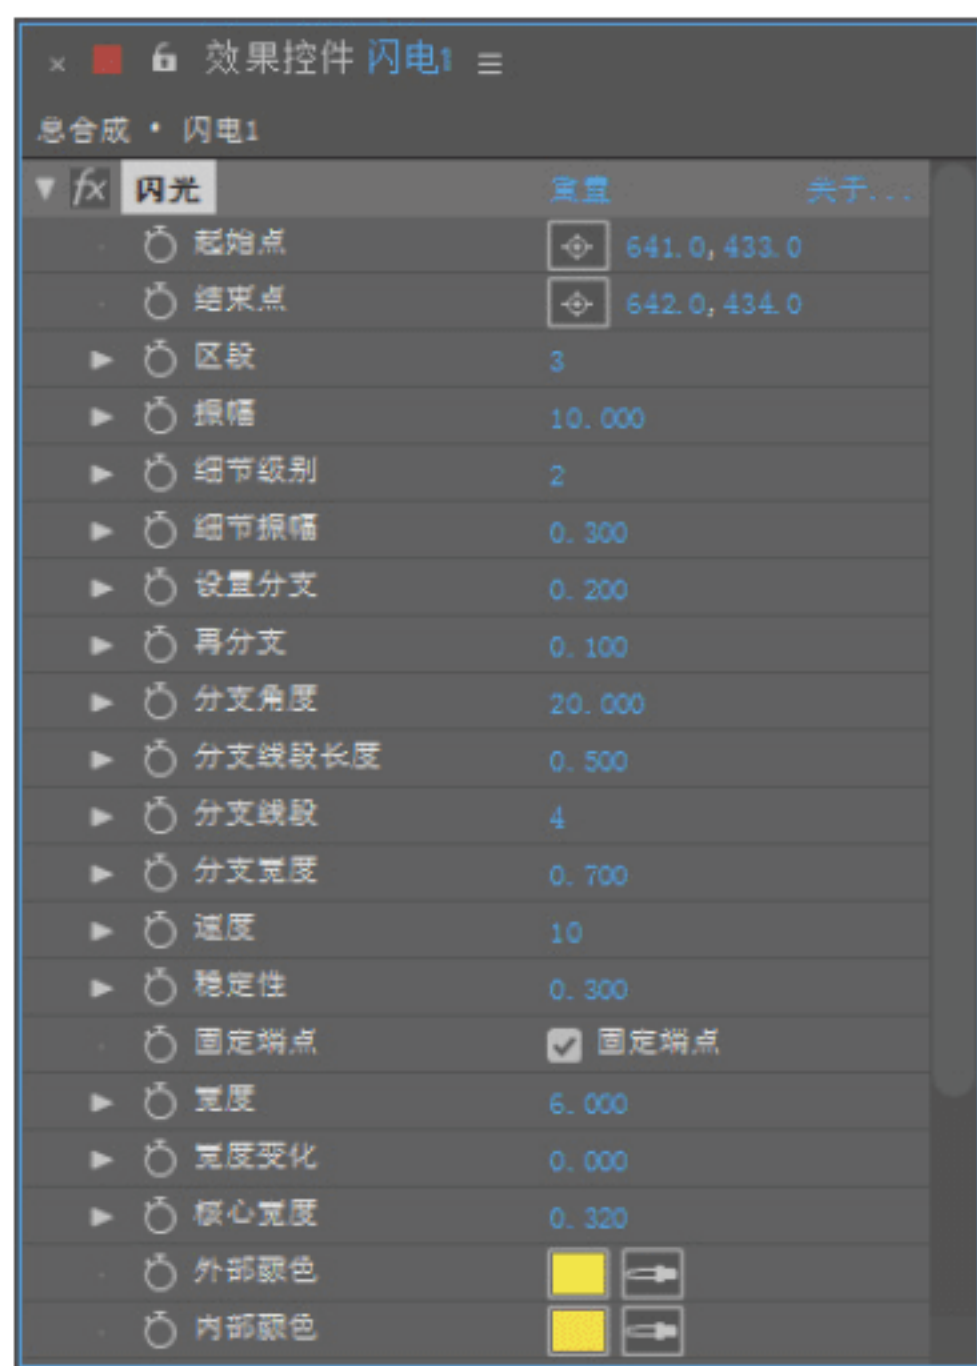 效果控件 闪电1
总合成 • 闪电1
fx 闪光 重置 关于...
起始点 641.0,433.0
结束点 642.0,434.0
区段 3
振幅 10.000
细节级别 2
细节振幅 0.300
设置分支 0.200
再分支 0.100
分支角度 20.000
分支线段长度 0.500
分支线段 4
分支宽度 0.700
速度 10
稳定性 0.300
固定端点 固定端点
宽度 6.000
宽度变化 0.000
核心宽度 0.320
外部颜色
内部颜色